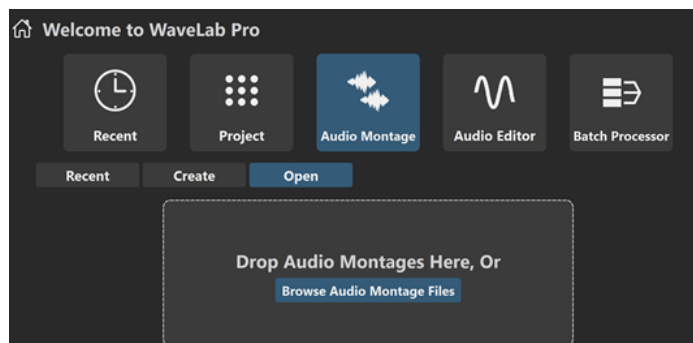 Welcome to WaveLab Pro
Recent Project Audio Montage Audio Editor Batch Processor
Recent Create Open
Drop Audio Montages Here, Or
Browse Audio Montage Files